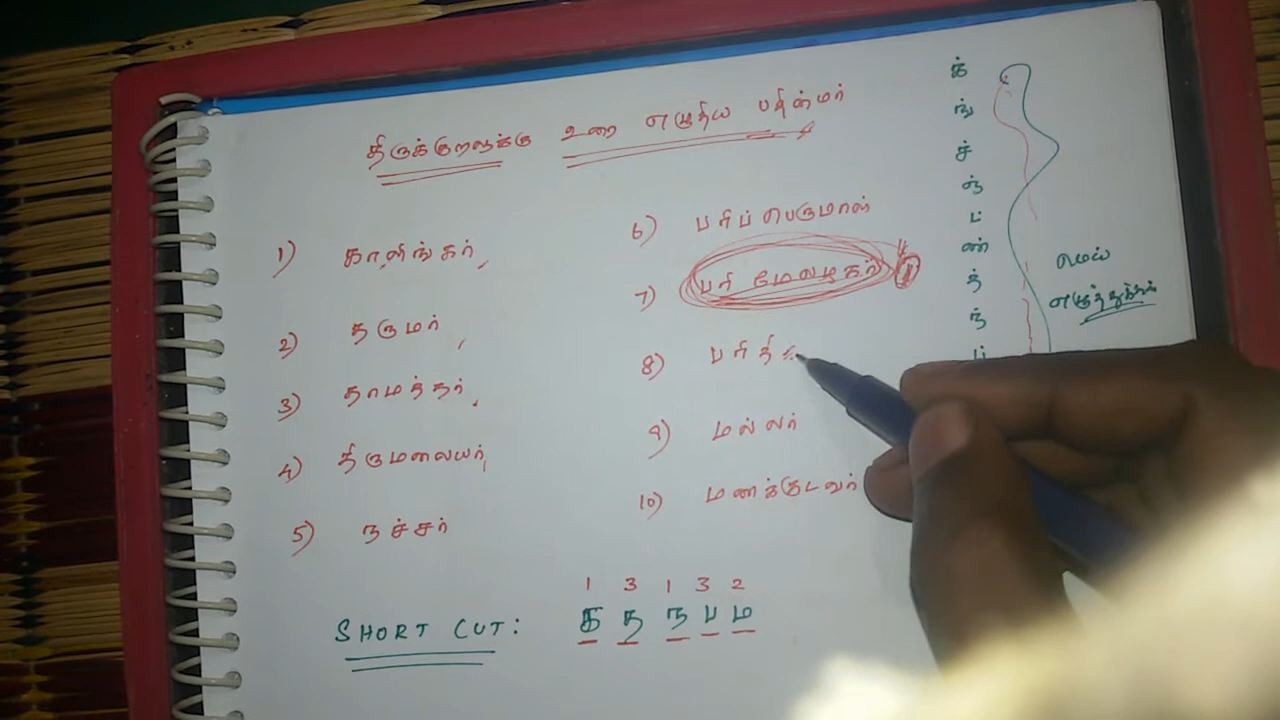 திருக்குறளுக்கு உரை எழுதிய பதின்மர்
1) காளிங்கர்,
2) தருமர்,
3) தாமத்தர்,
4) திருமலையர்,
5) நச்சர்
6) பரிப் பெருமாள்
7) பரி மேலழகர்
8) பரிதி
9) மல்லர்
10) மணக்குடவர்
1 3 1 3 2
SHORT CUT: க த ந ப ம
க்
ங்
ச்
ஞ்
ட்
ண்
த்
ந்
ப்
மெய்
எழுத்துக்கள்